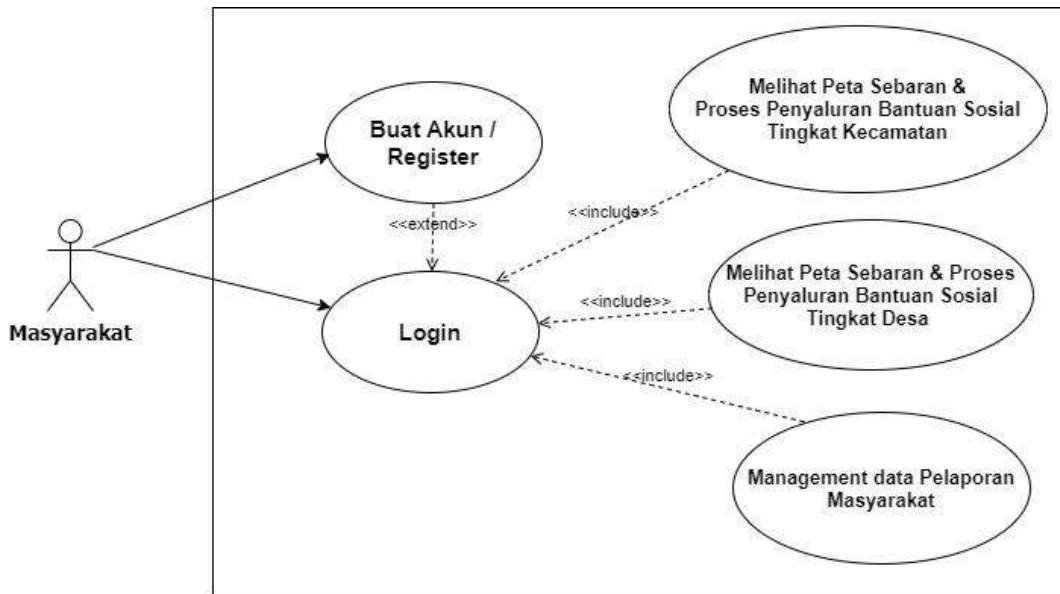 Buat Akun /
Register
<<extend>>
Masyarakat
Login
Melihat Peta Sebaran &
Proses Penyaluran Bantuan Sosial
Tingkat Kecamatan
<<include>>
Melihat Peta Sebaran & Proses
Penyaluran Bantuan Sosial
Tingkat Desa
<<include>>
Management data Pelaporan
Masyarakat
<<include>>